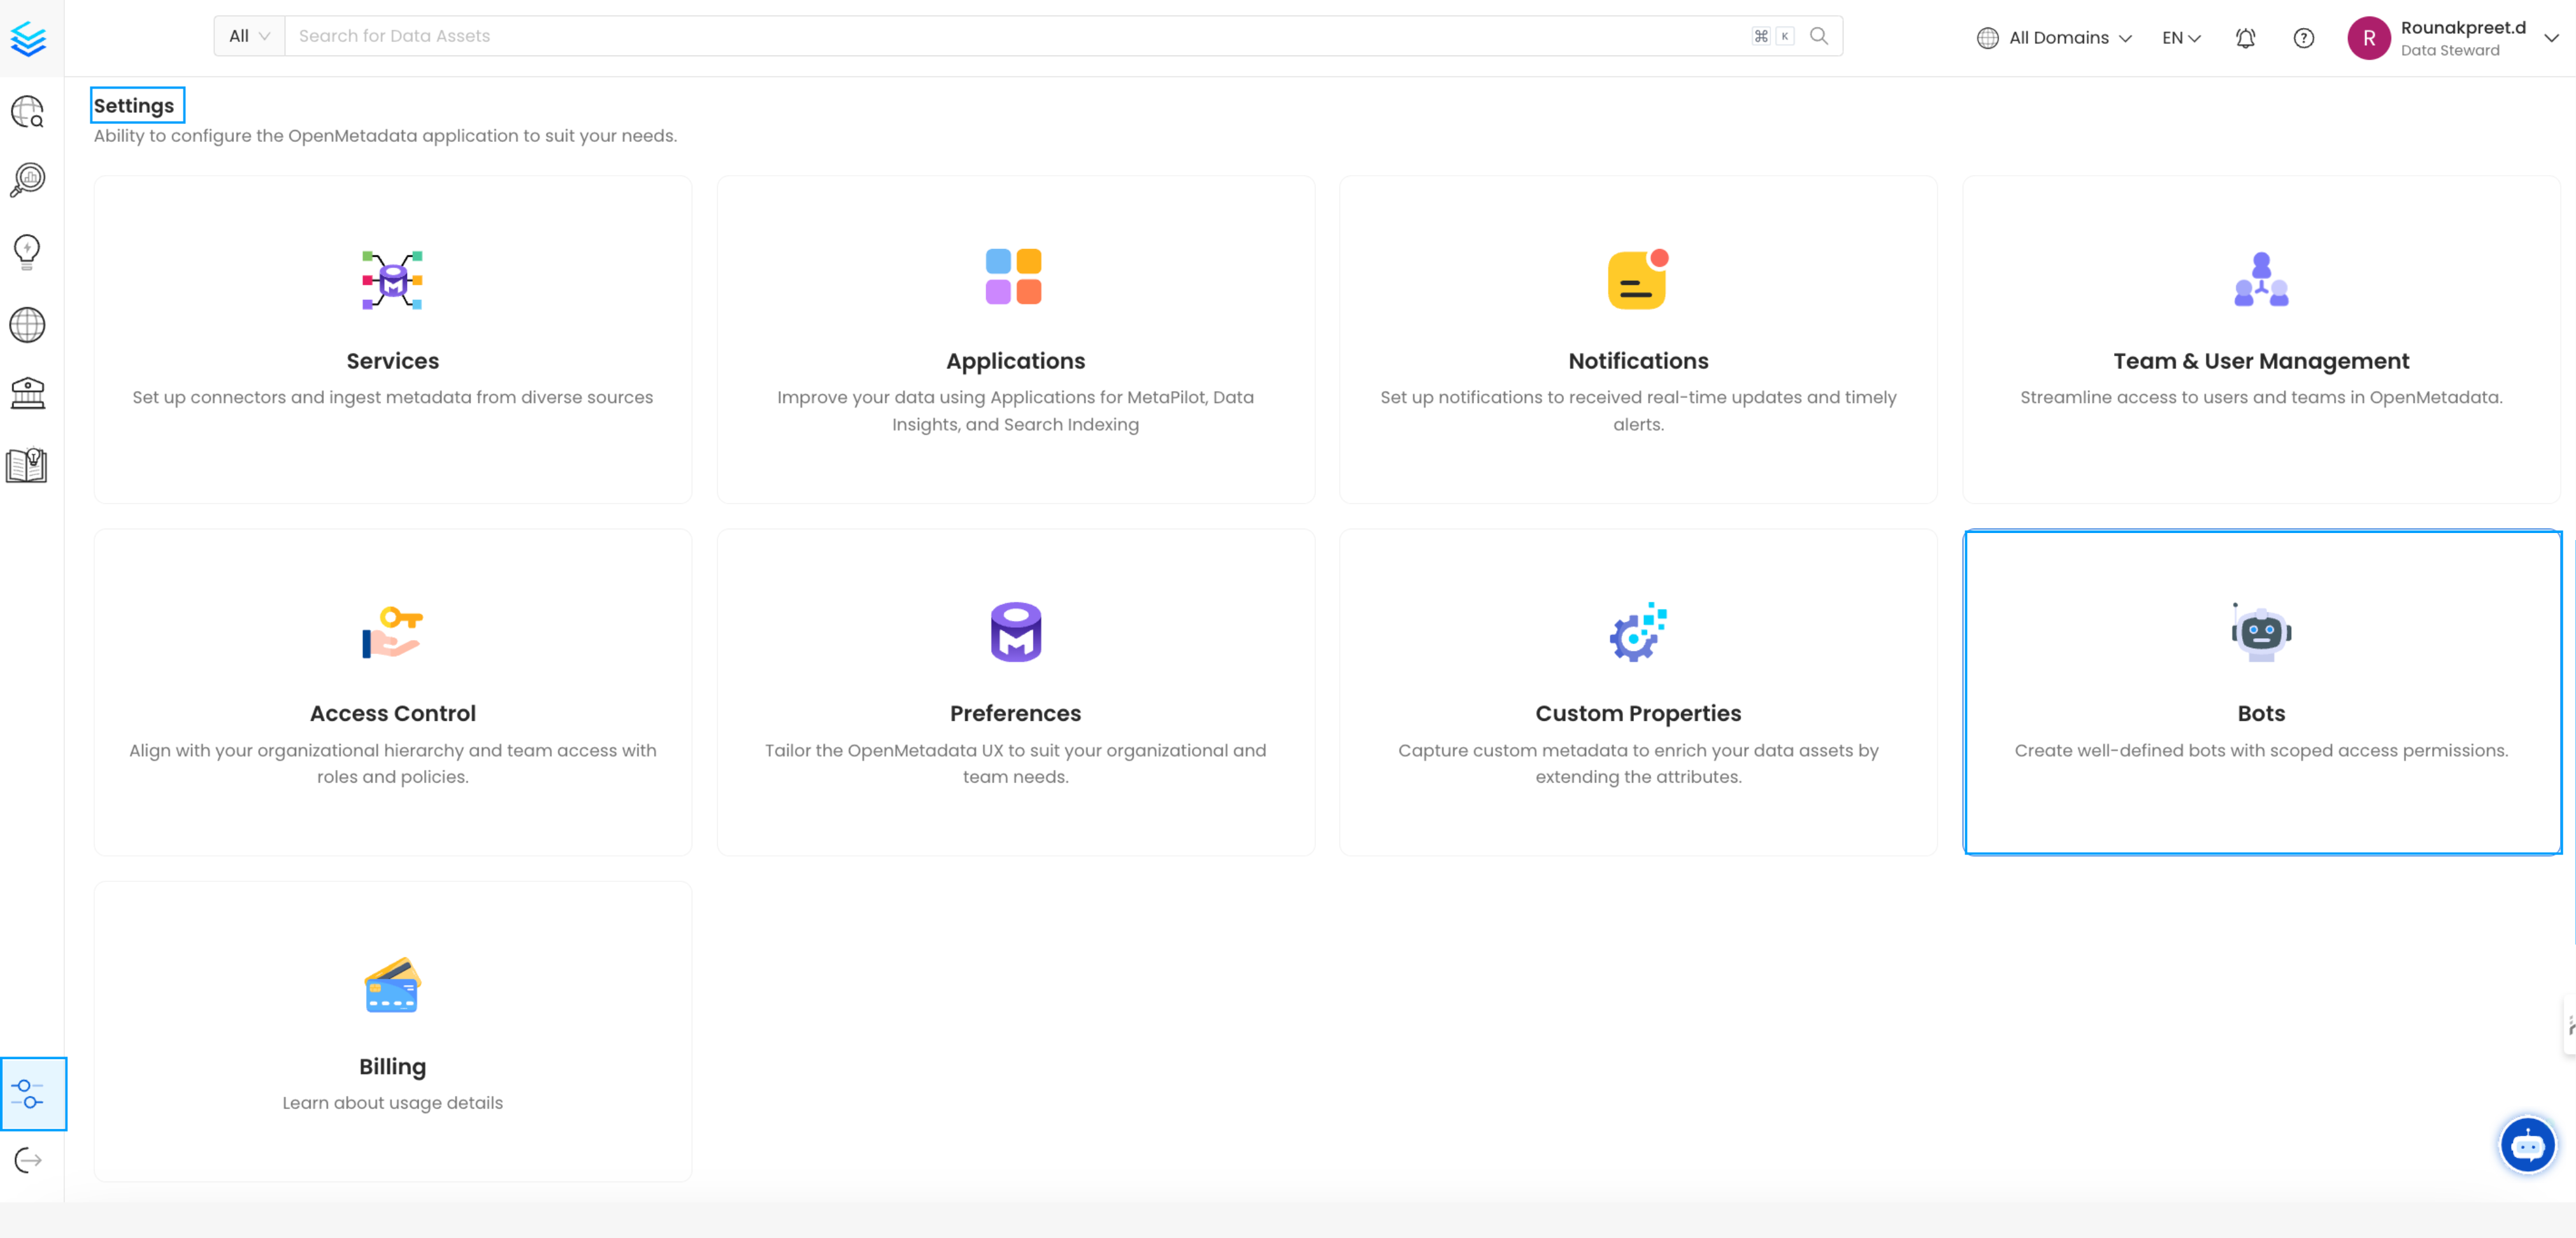 All
Search for Data Assets
⌘ K
All Domains
EN
R
Rounakpreet.d
Data Steward
Settings
Ability to configure the OpenMetadata application to suit your needs.
Services
Set up connectors and ingest metadata from diverse sources
Applications
Improve your data using Applications for MetaPilot, Data
Insights, and Search Indexing
Notifications
Set up notifications to received real-time updates and timely
alerts.
Team & User Management
Streamline access to users and teams in OpenMetadata.
Access Control
Align with your organizational hierarchy and team access with
roles and policies.
Preferences
Tailor the OpenMetadata UX to suit your organizational and
team needs.
Custom Properties
Capture custom metadata to enrich your data assets by
extending the attributes.
Bots
Create well-defined bots with scoped access permissions.
Billing
Learn about usage details